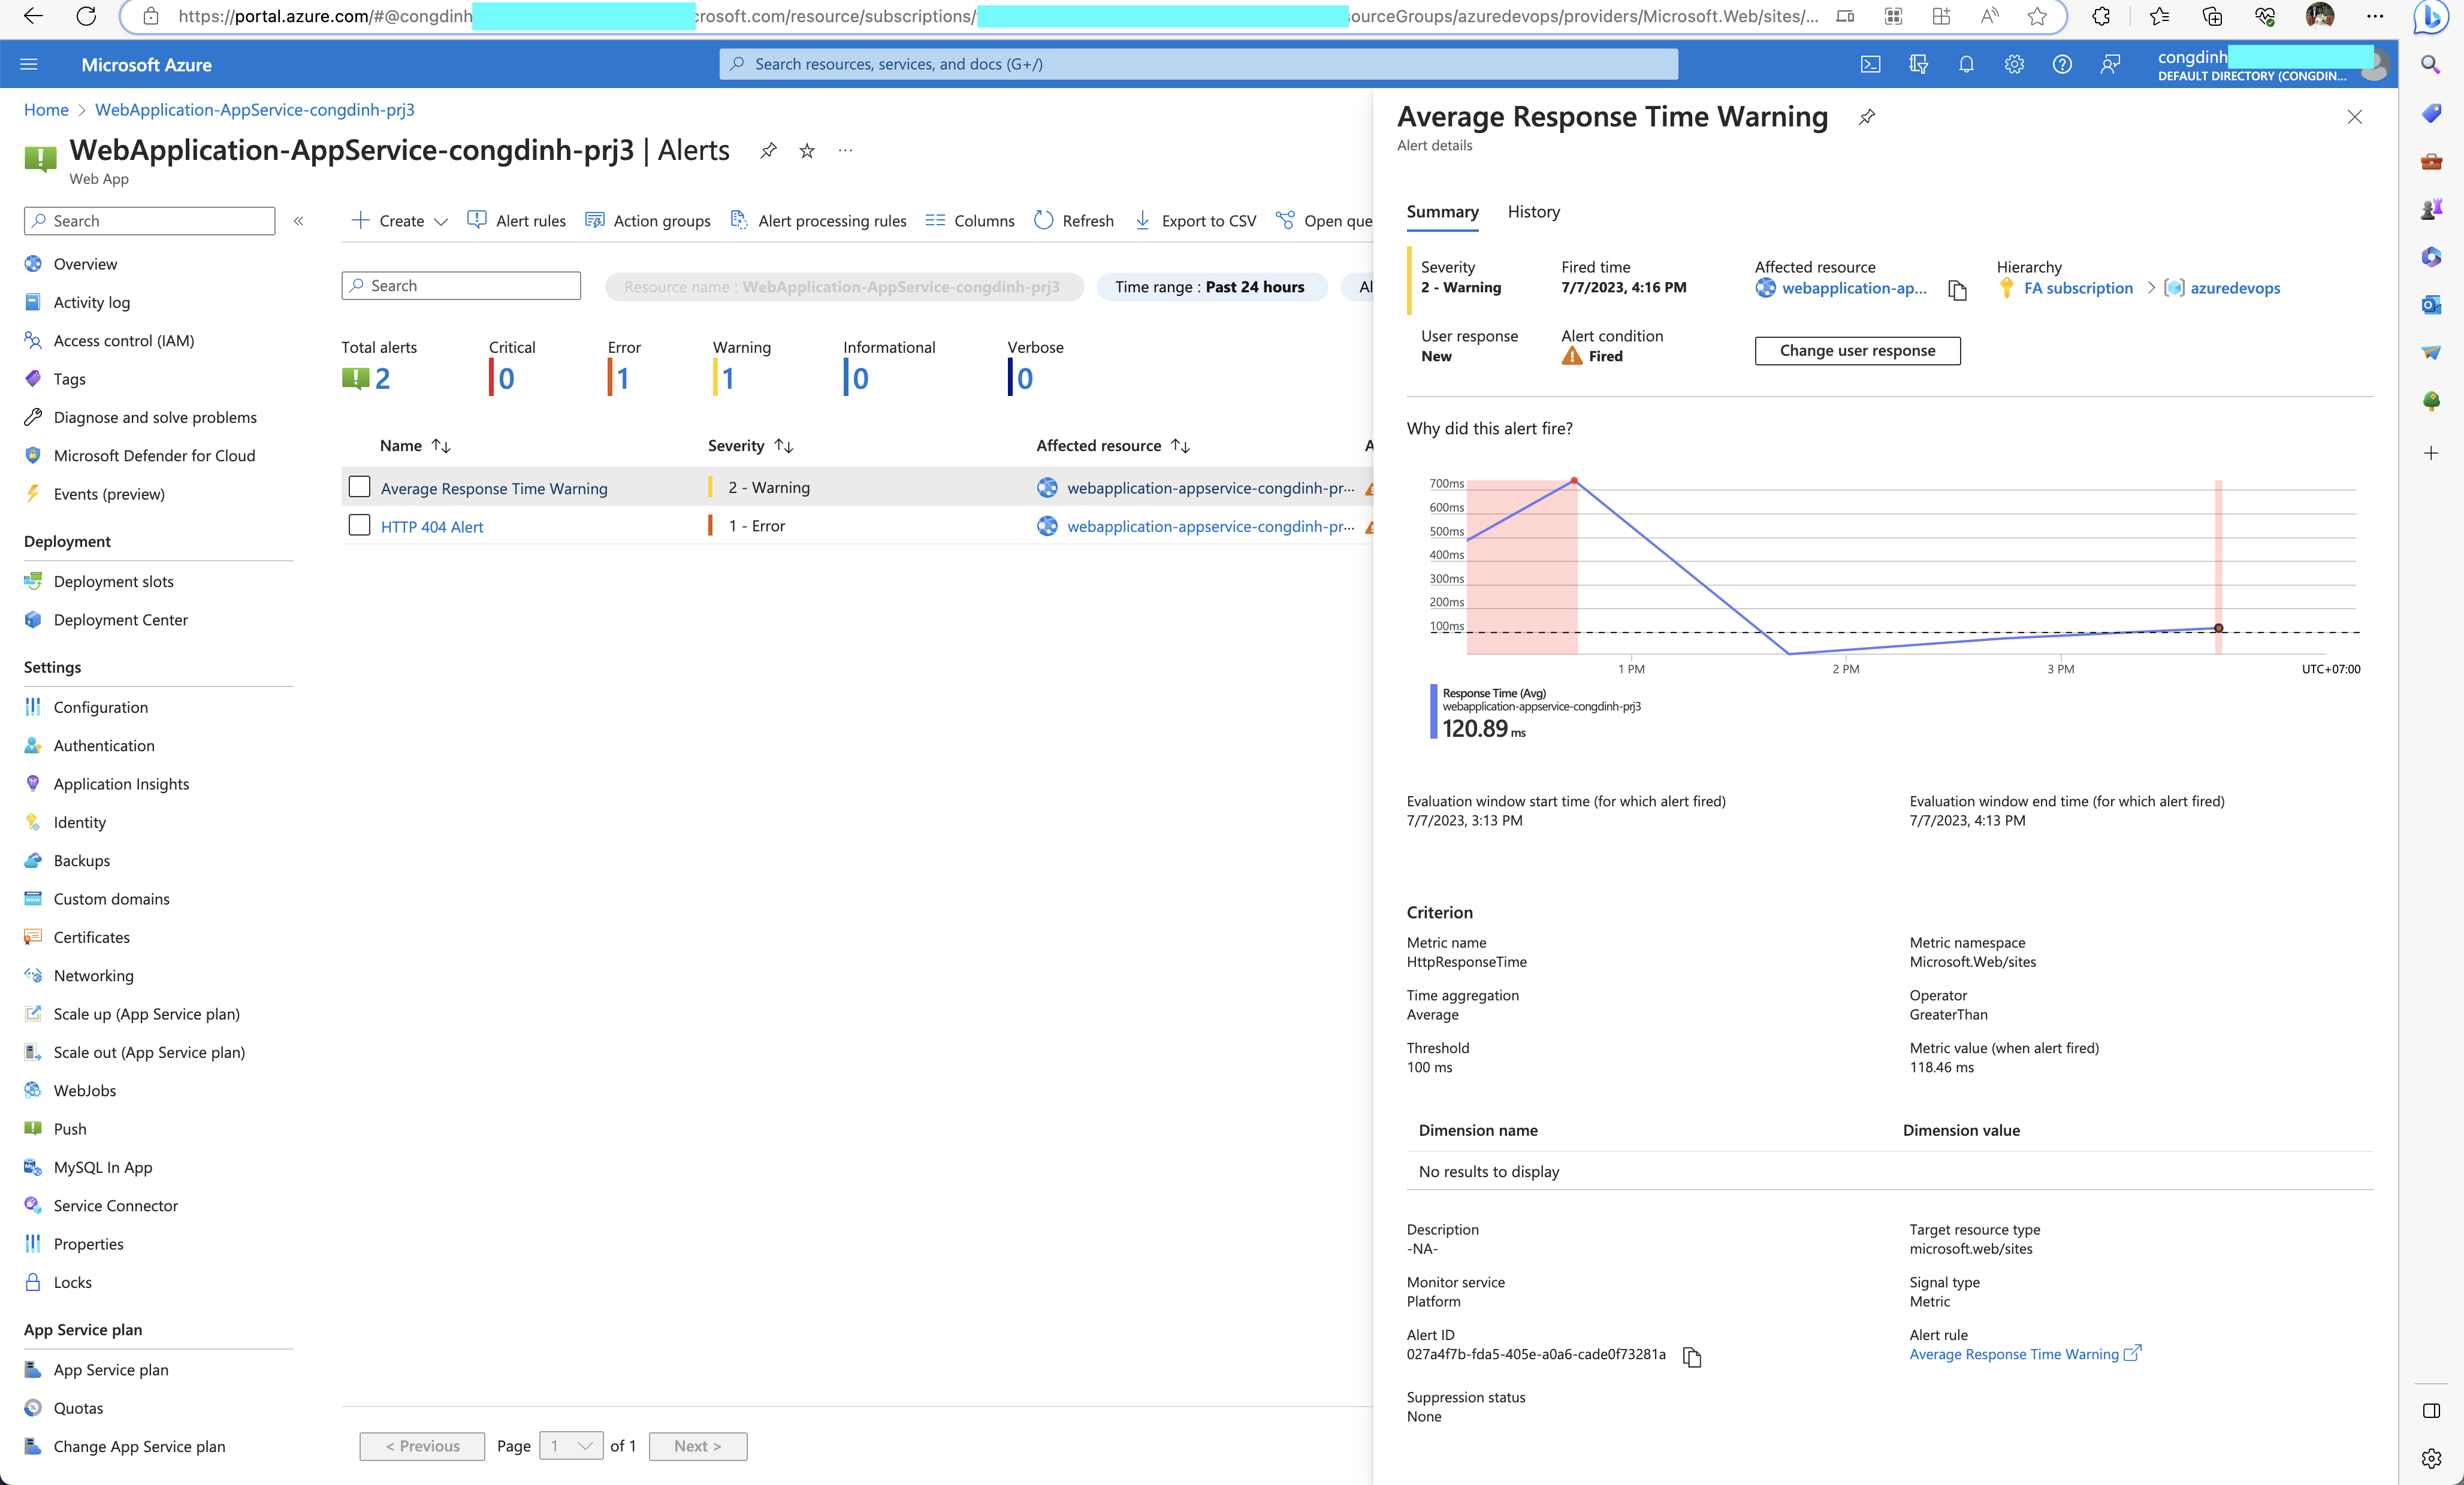 https://portal.azure.com/#@congdinh crosoft.com/resource/subscriptions/ ourceGroups/azuredevops/providers/Microsoft.Web/sites/...
Microsoft Azure
Search resources, services, and docs (G+/)
congdinh
DEFAULT DIRECTORY (CONGDIN...
Home > WebApplication-AppService-congdinh-prj3
WebApplication-AppService-congdinh-prj3 | Alerts
Web App
Search
Overview
Activity log
Access control (IAM)
Tags
Diagnose and solve problems
Microsoft Defender for Cloud
Events (preview)
Deployment
Deployment slots
Deployment Center
Settings
Configuration
Authentication
Application Insights
Identity
Backups
Custom domains
Certificates
Networking
Scale up (App Service plan)
Scale out (App Service plan)
WebJobs
Push
MySQL In App
Service Connector
Properties
Locks
App Service plan
App Service plan
Quotas
Change App Service plan
Create Alert rules Action groups Alert processing rules Columns Refresh Export to CSV Open que
Search
Resource name : WebApplication-AppService-congdinh-prj3 Time range : Past 24 hours Al
Total alerts Critical Error Warning Informational Verbose
2 0 1 1 0 0
Name Severity Affected resource A
Average Response Time Warning 2 - Warning webapplication-appservice-congdinh-pr...
HTTP 404 Alert 1 - Error webapplication-appservice-congdinh-pr...
< Previous Page 1 of 1 Next >
Average Response Time Warning
Alert details
Summary History
Severity Fired time Affected resource Hierarchy
2 - Warning 7/7/2023, 4:16 PM webapplication-ap... FA subscription > azuredevops
User response Alert condition
New Fired Change user response
Why did this alert fire?
700ms
600ms
500ms
400ms
300ms
200ms
100ms
1 PM 2 PM 3 PM UTC+07:00
Response Time (Avg)
webapplication-appservice-congdinh-prj3
120.89 ms
Evaluation window start time (for which alert fired) Evaluation window end time (for which alert fired)
7/7/2023, 3:13 PM 7/7/2023, 4:13 PM
Criterion
Metric name Metric namespace
HttpResponseTime Microsoft.Web/sites
Time aggregation Operator
Average GreaterThan
Threshold Metric value (when alert fired)
100 ms 118.46 ms
Dimension name Dimension value
No results to display
Description Target resource type
-NA- microsoft.web/sites
Monitor service Signal type
Platform Metric
Alert ID Alert rule
027a4f7b-fda5-405e-a0a6-cade0f73281a Average Response Time Warning
Suppression status
None